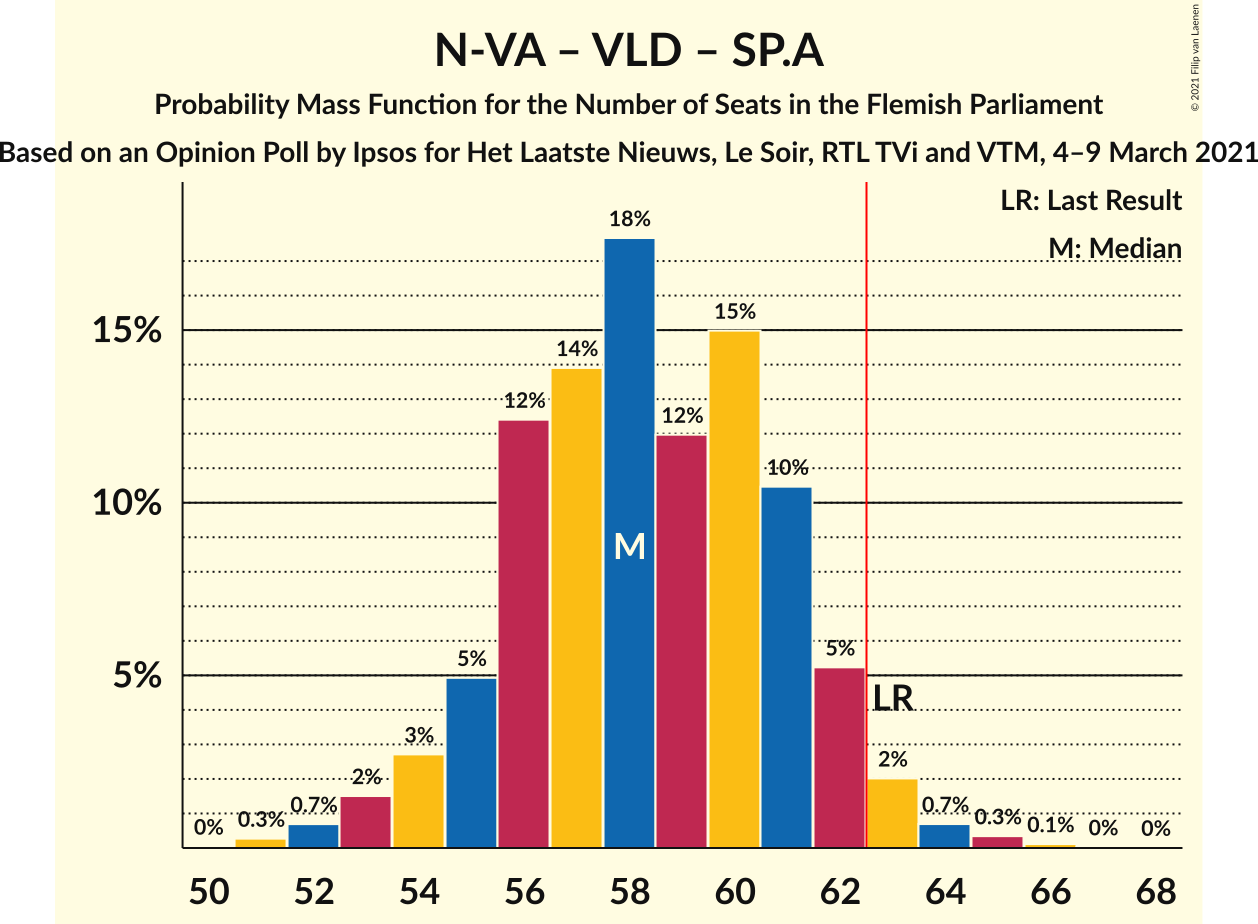 N-VA – VLD – SP.A
Probability Mass Function for the Number of Seats in the Flemish Parliament
Based on an Opinion Poll by Ipsos for Het Laatste Nieuws, Le Soir, RTL TVi and VTM, 4–9 March 2021
© 2021 Filip van Laenen
LR: Last Result
M: Median
15%
10%
5%
0%
0.3%
0.7%
2%
3%
5%
12%
14%
18%
12%
15%
10%
5%
2%
0.7%
0.3%
0.1%
0%
0%
M
LR
50 52 54 56 58 60 62 64 66 68